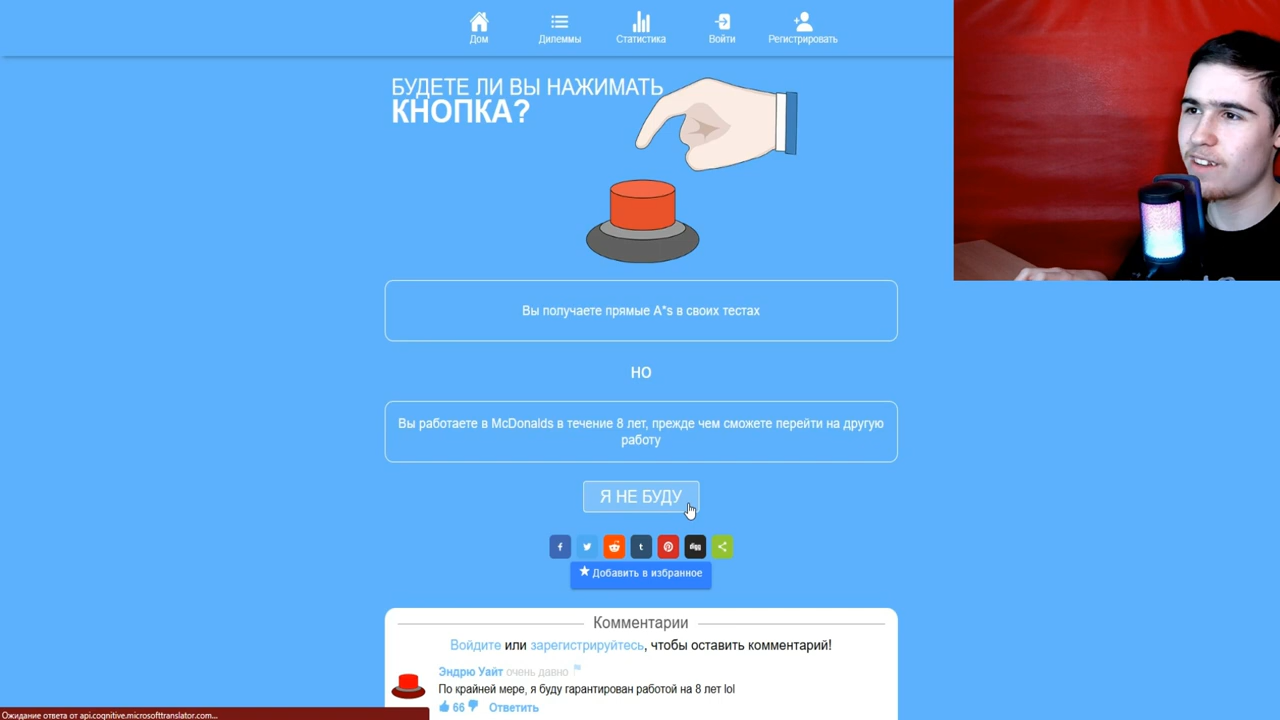 Дом
Дилеммы
Статистика
Войти
Регистрировать
БУДЕТЕ ЛИ ВЫ НАЖИМАТЬ
КНОПКА?
Вы получаете прямые A*s в своих тестах
НО
Вы работаете в McDonalds в течение 8 лет, прежде чем сможете перейти на другую
работу
Я НЕ БУДУ
f
t
digg
Добавить в избранное
Комментарии
Войдите или зарегистрируйтесь, чтобы оставить комментарий!
Эндрю Уайт очень давно
По крайней мере, я буду гарантирован работой на 8 лет lol
66 Ответить
Ожидание ответа от api.cognitive.microsofttranslator.com...